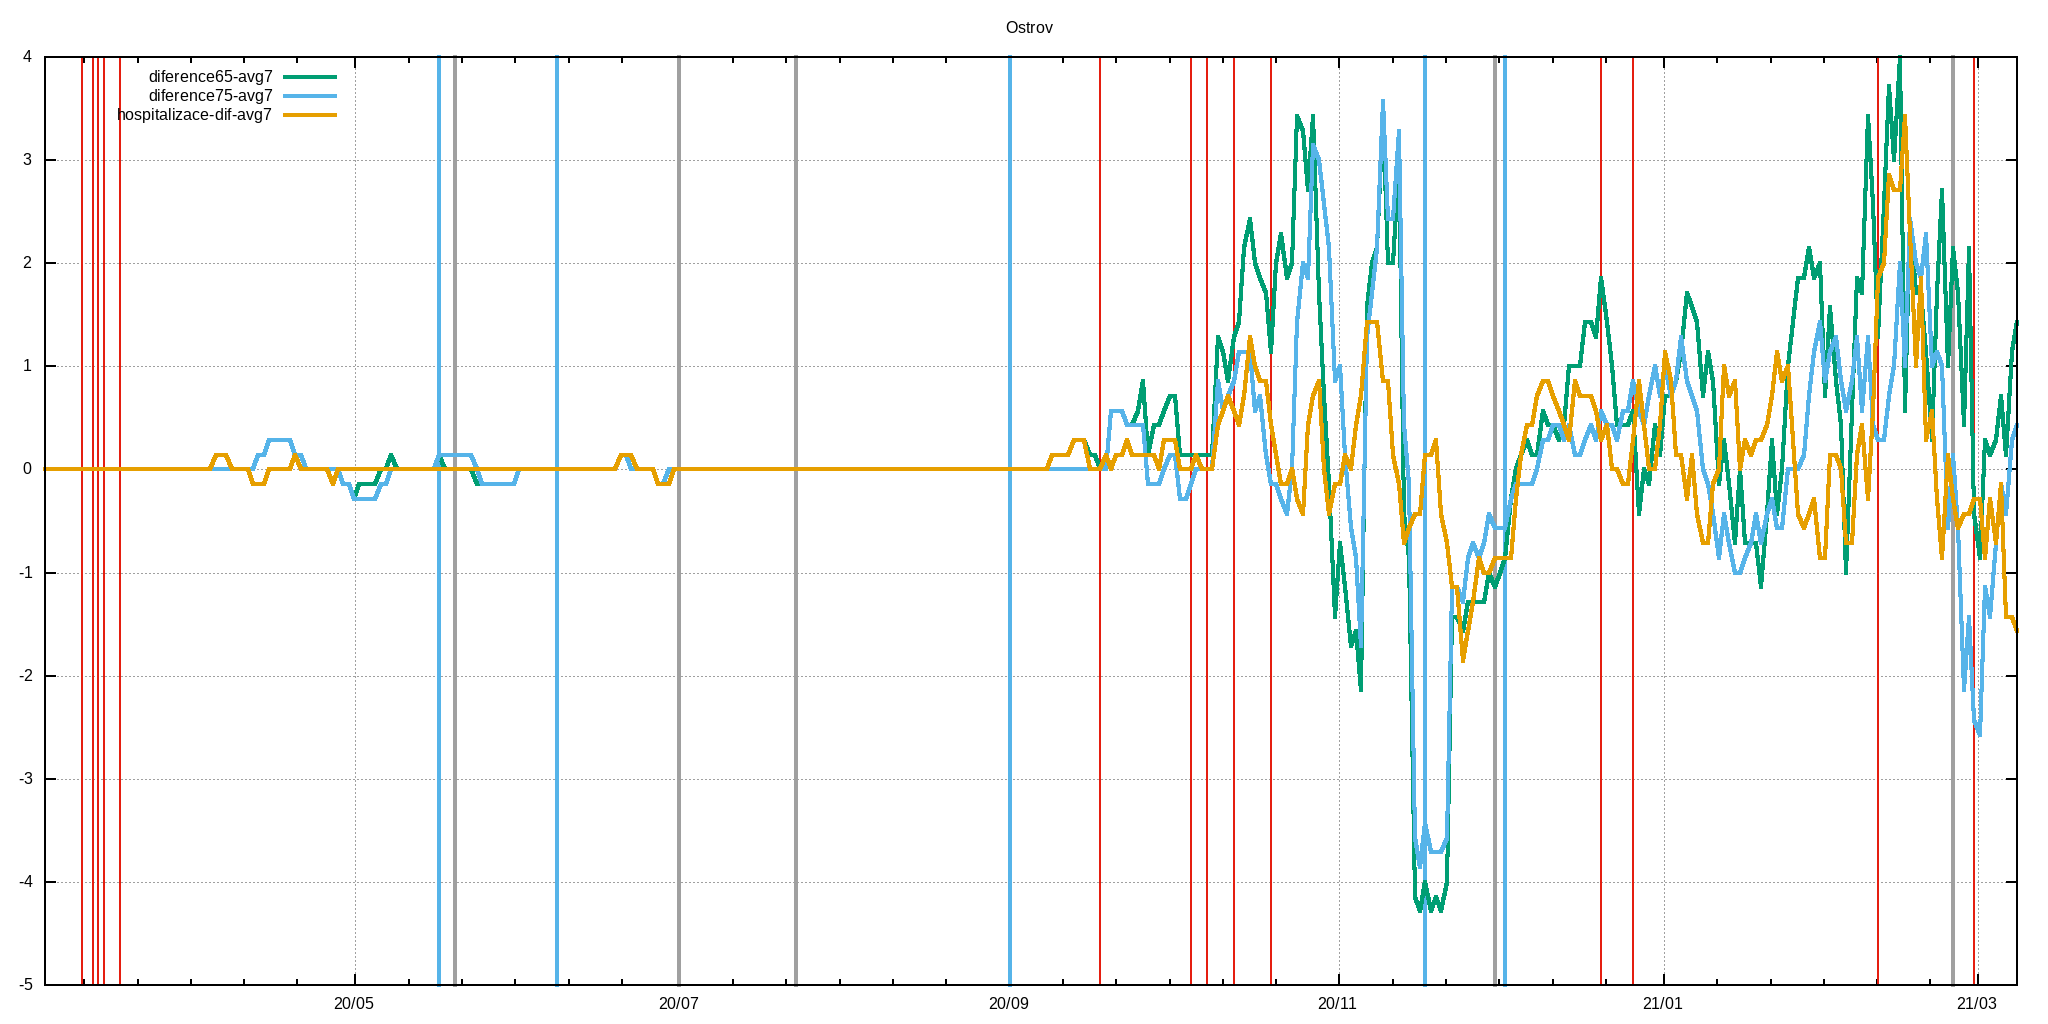 Ostrov
4
diference65-avg7
diference75-avg7
hospitalizace-dif-avg7
3
2
1
0
-1
-2
-3
-4
-5
20/05 20/07 20/09 20/11 21/01 21/03